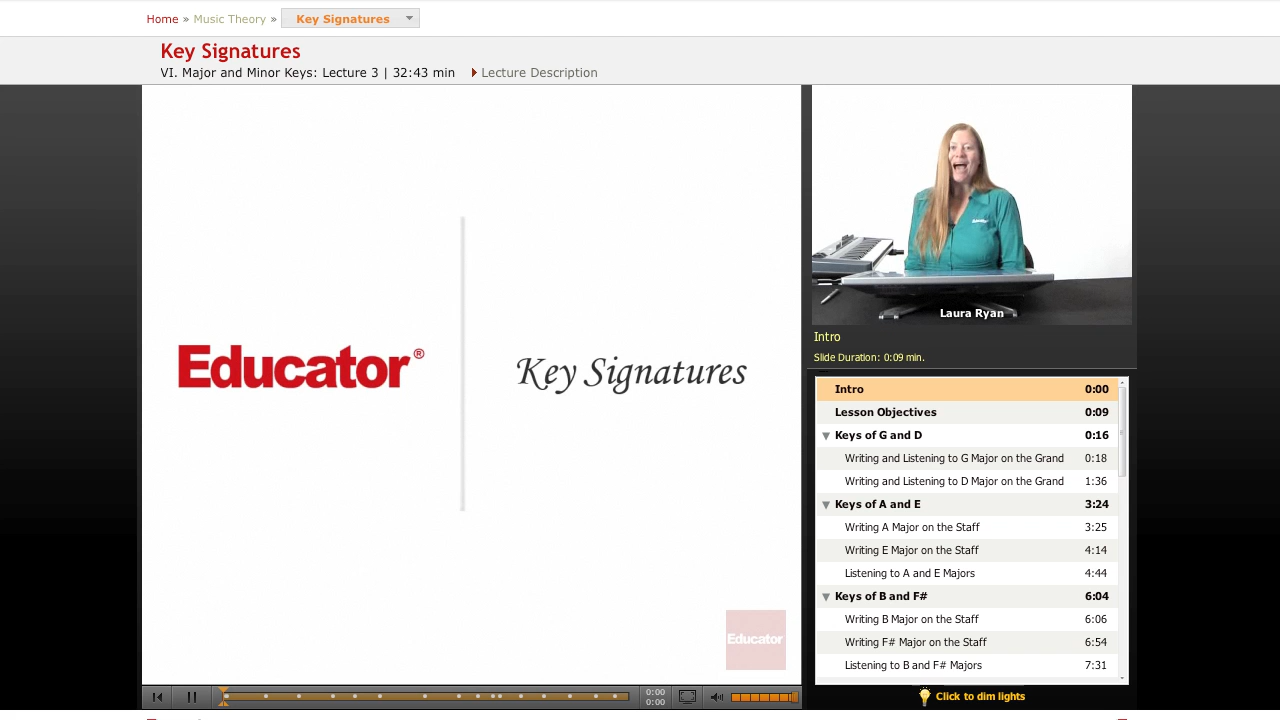 Home » Music Theory » Key Signatures
Key Signatures
VI. Major and Minor Keys: Lecture 3 | 32:43 min Lecture Description
Educator®
Key Signatures
Educator
Educator
Laura Ryan
Intro
Slide Duration: 0:09 min.
Intro 0:00
Lesson Objectives 0:09
Keys of G and D 0:16
Writing and Listening to G Major on the Grand 0:18
Writing and Listening to D Major on the Grand 1:36
Keys of A and E 3:24
Writing A Major on the Staff 3:25
Writing E Major on the Staff 4:14
Listening to A and E Majors 4:44
Keys of B and F# 6:04
Writing B Major on the Staff 6:06
Writing F# Major on the Staff 6:54
Listening to B and F# Majors 7:31
0:00
0:00
Click to dim lights